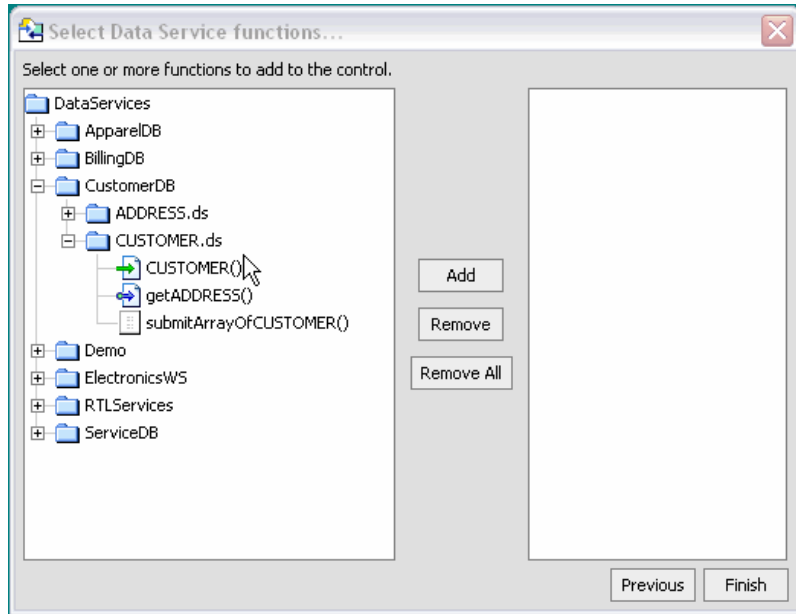 Select Data Service functions...
Select one or more functions to add to the control.
DataServices
ApparelDB
BillingDB
CustomerDB
ADDRESS.ds
CUSTOMER.ds
CUSTOMER()
getADDRESS()
submitArrayOfCUSTOMER()
Demo
ElectronicsWS
RTLServices
ServiceDB
Add
Remove
Remove All
Previous Finish